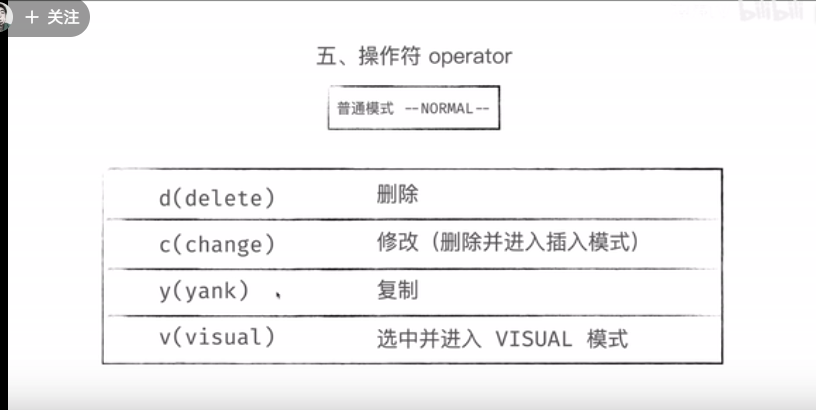 + 关注
bilibili
五、操作符 operator
普通模式 --NORMAL--
d(delete) 删除
c(change) 修改（删除并进入插入模式）
y(yank) 复制
v(visual) 选中并进入 VISUAL 模式